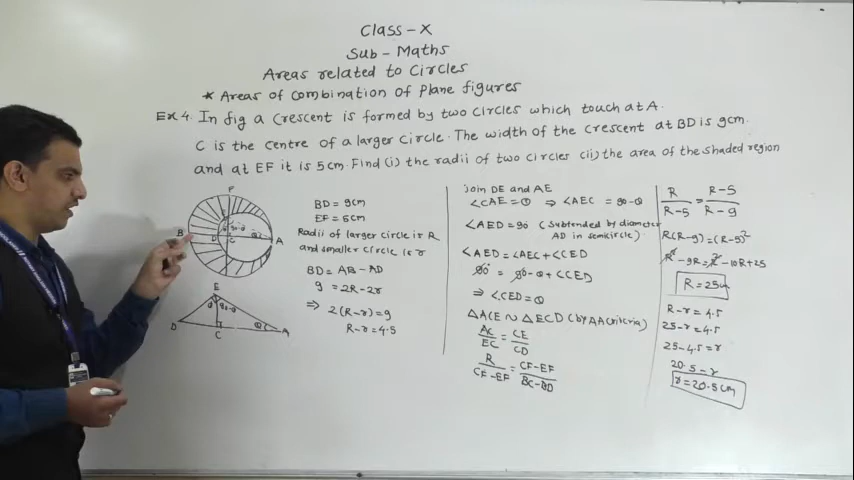 Class-X
Sub-Maths
Areas related to Circles
* Areas of combination of plane figures
Ex 4. In fig a crescent is formed by two circles which touch at A.
C is the centre of a larger circle. The width of the crescent at BD is 9cm
and at EF it is 5cm. Find (i) the radii of two circles (ii) the area of the shaded region
F
E
B
D
C
A
E
θ 90-θ
D
C
θ
A
BD = 9cm
EF = 5cm
Radii of larger circle is R
and smaller circle is r
BD = AB - AD
9 = 2R-2r
⇒ 2(R-r)=9
R-r=4.5
join DE and AE
∠CAE=θ ⇒ ∠AEC = 90-θ
∠AED=90 (Subtended by diameter
AD in semicircle)
∠AED=∠AEC+∠CED
90 = 90-θ+∠CED
⇒ ∠CED=θ
△ACE ~ △ECD (by AA criteria)
AC/EC = CE/CD
R/CF-EF = CF-EF/BC-BD
R/R-5 = R-5/R-9
R(R-9)=(R-5)²
R²-9R=R²-10R+25
R=25cm
R-r=4.5
25-r=4.5
25-4.5=r
20.5=r
r=20.5cm